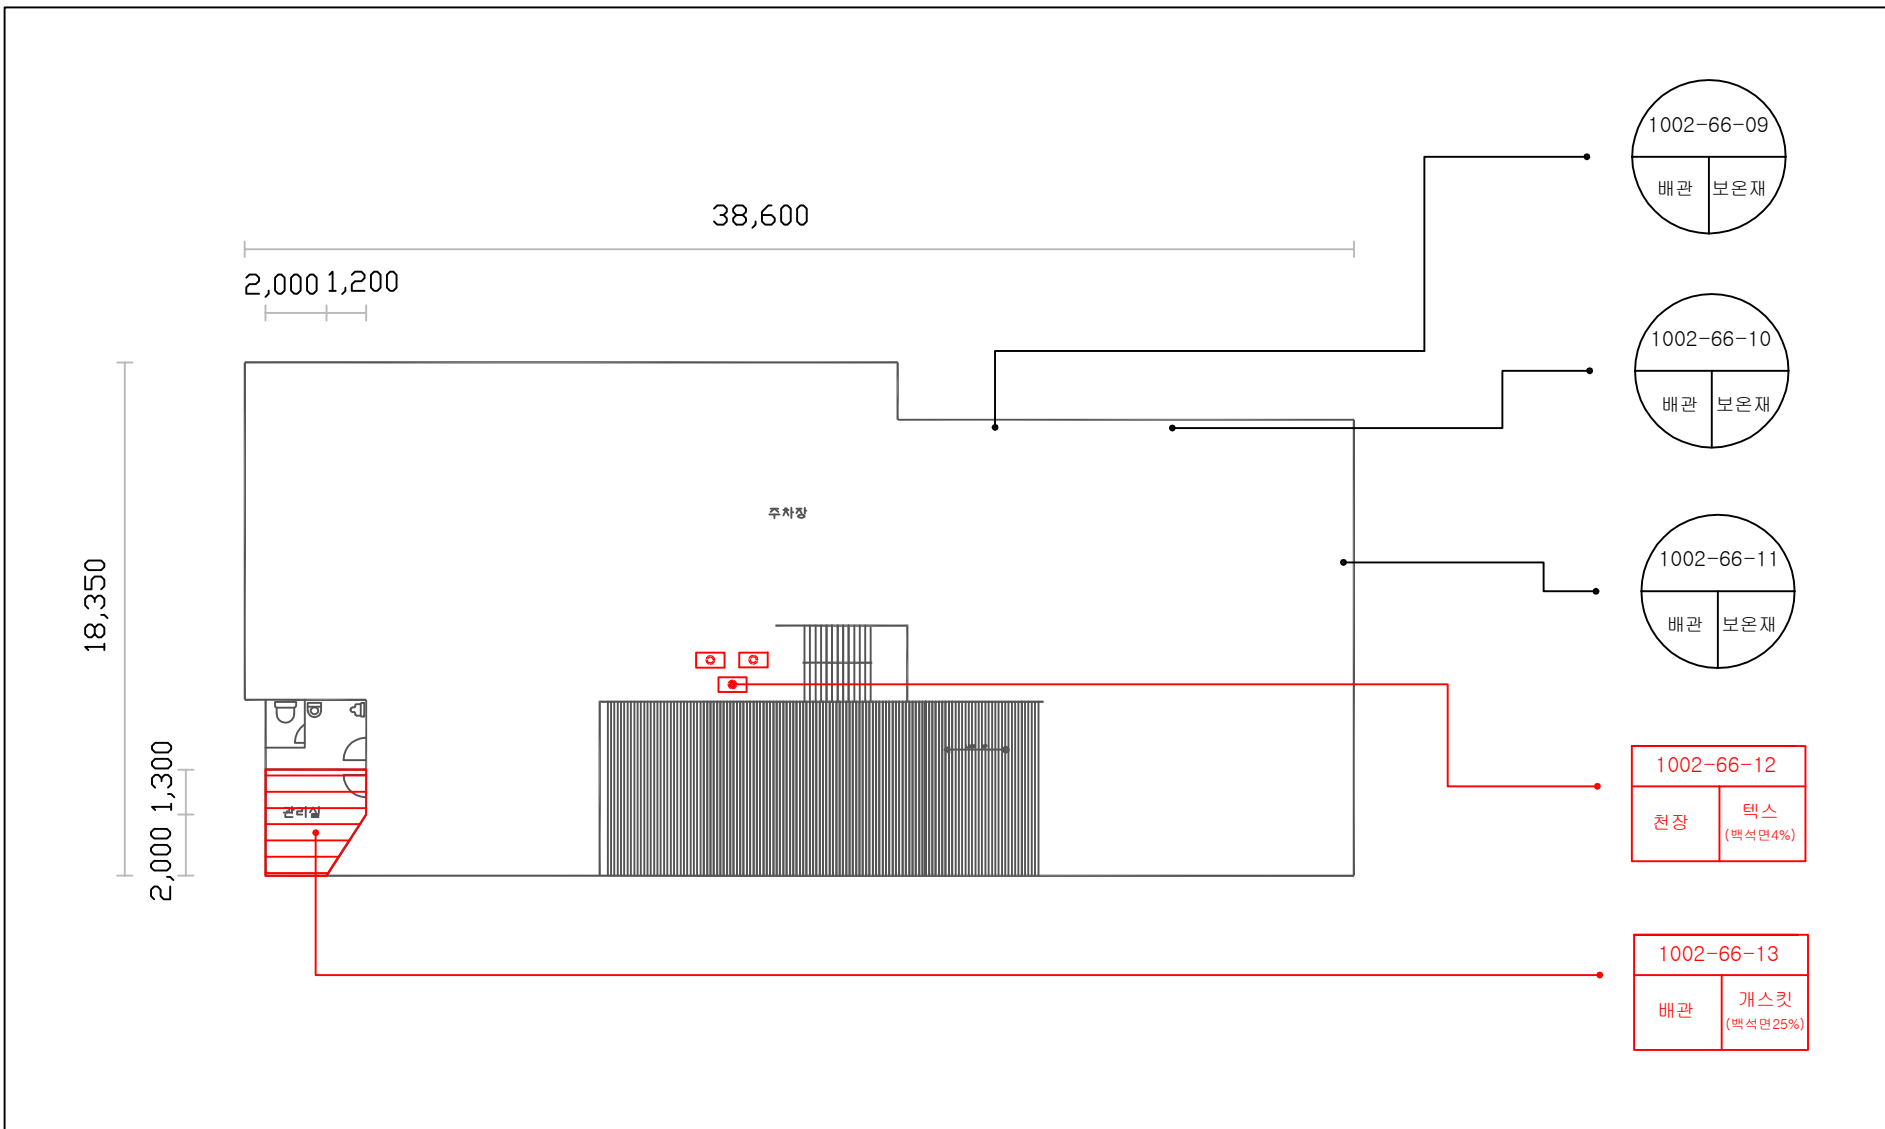 1002-66-09
배관 보온재
38,600
2,000 1,200
1002-66-10
배관 보온재
주차장
18,350
1002-66-11
배관 보온재
1,300
2,000
관리실
1002-66-12
천장 텍스
(백석면4%)
1002-66-13
배관 개스킷
(백석면25%)